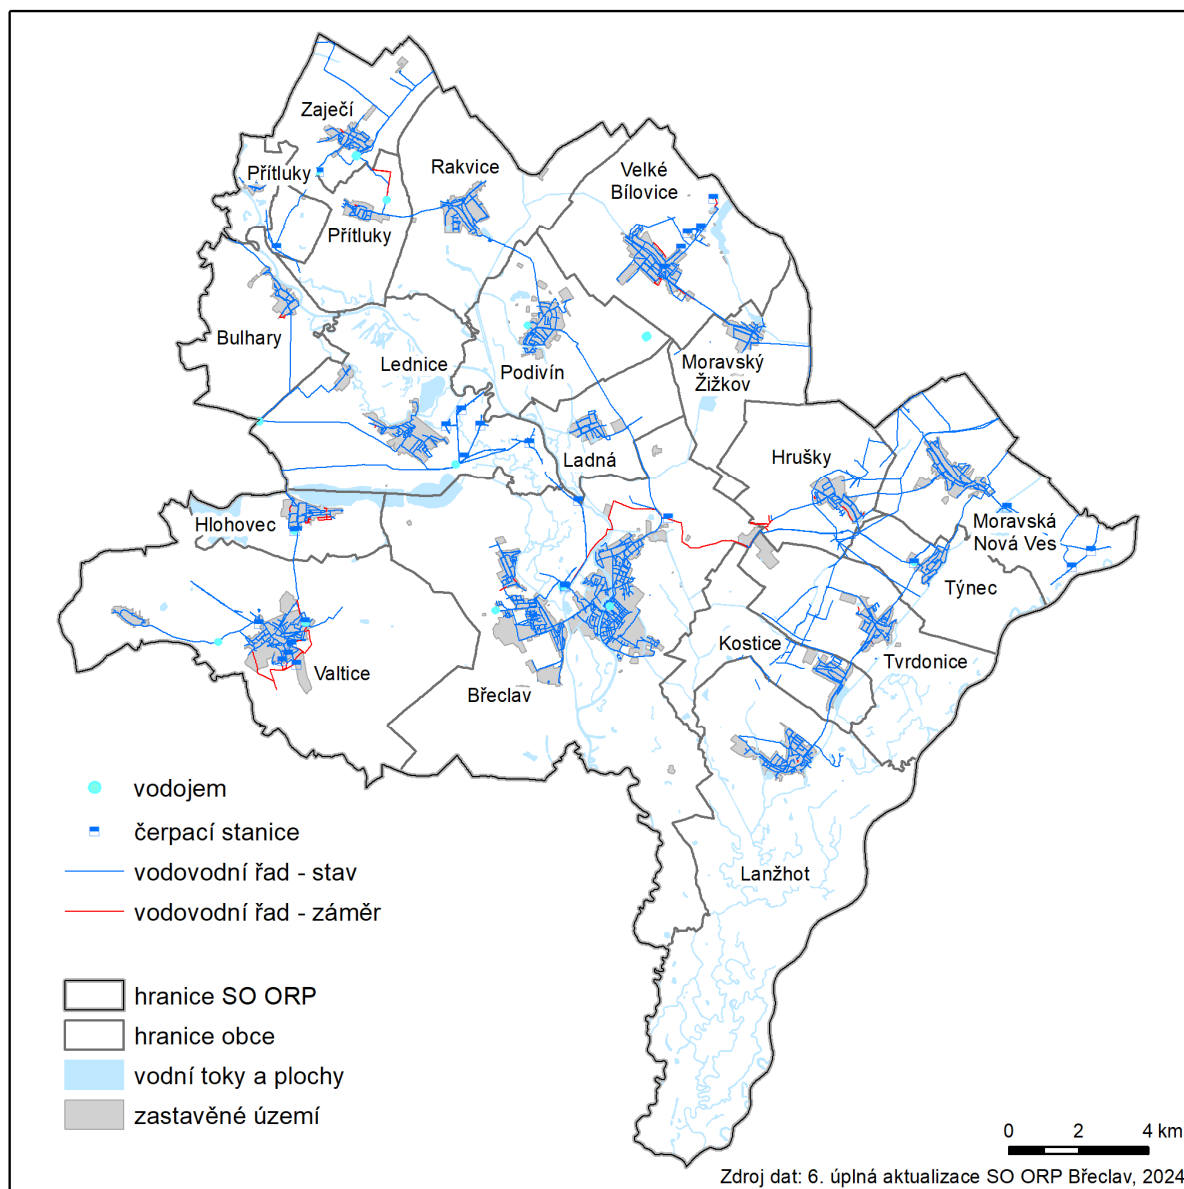 Zaječí
Přítluky
Rakvice
Velké
Bílovice
Přítluky
Bulhary
Lednice
Podivín
Moravský
Žižkov
Ladná
Hrušky
Hlohovec
Moravská
Nová Ves
Týnec
Kostice
Tvrdonice
Valtice
Břeclav
Lanžhot
vodojem
čerpací stanice
vodovodní řad - stav
vodovodní řad - záměr
hranice SO ORP
hranice obce
vodní toky a plochy
zastavěné území
0 2 4 km
Zdroj dat: 6. úplná aktualizace SO ORP Břeclav, 2024